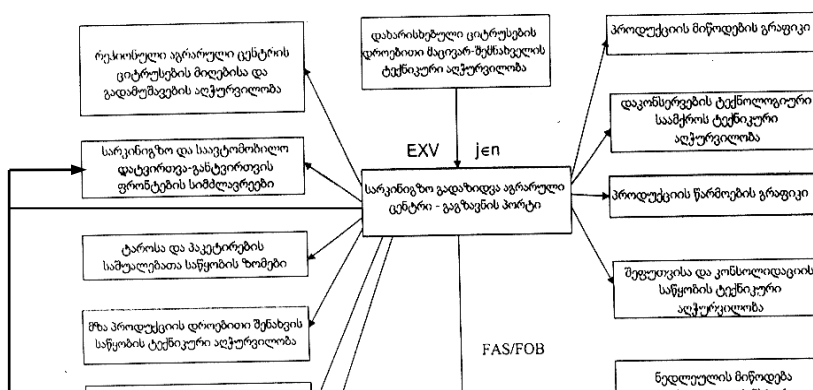 რეგიონული აგრარული ცენტრის
ციტრუსების მიღებისა და
გადამუშავების აღჭურვილობა
დახარისხებული ციტრუსების
დროებითი მაცივარ-შემნახველის
ტექნიკური აღჭურვილობა
პროდუქციის მიწოდების გრაფიკი
დაკონსერვების ტექნოლოგიური
საამქროს ტექნიკური
აღჭურვილობა
სარკინიგზო და საავტომობილო
დატვირთვა-განტვირთვის
ფრონტების სიმძლავრეები
EXV j∈n
სარკინიგზო გადაზიდვა აგრარული
ცენტრი - გაგზავნის პორტი
პროდუქციის წარმოების გრაფიკი
ტაროსა და პაკეტირების
საშუალებათა საწყობის ზომები
შეფუთვისა და კონსოლიდაციის
საწყობის ტექნიკური
აღჭურვილობა
მზა პროდუქციის დროებითი შენახვის
საწყობის ტექნიკური აღჭურვილობა
FAS/FOB
ნედლეულის მიწოდება